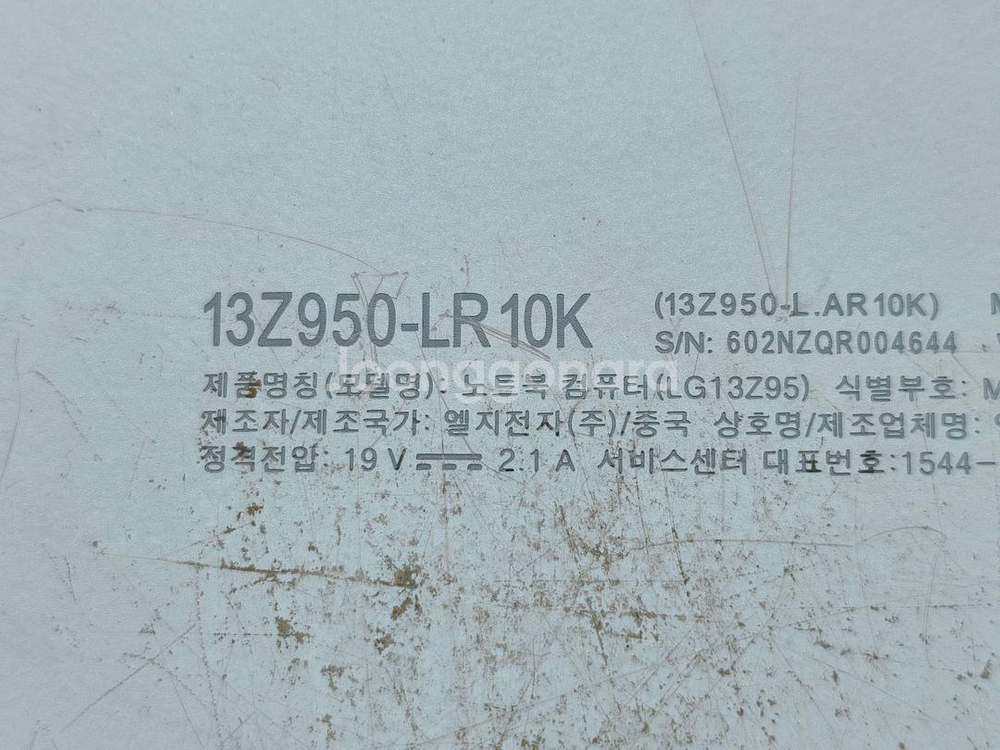 13Z950-LR10K (13Z950-L.AR10K)
S/N: 602NZQR004644
Joonggonara
제품명칭(모델명): 노트북 컴퓨터(LG13Z95) 식별부호:
제조자/제조국가: 엘지전자(주)/중국 상호명/제조업체명:
정격전압: 19 V 2.1 A 서비스센터 대표번호:1544-